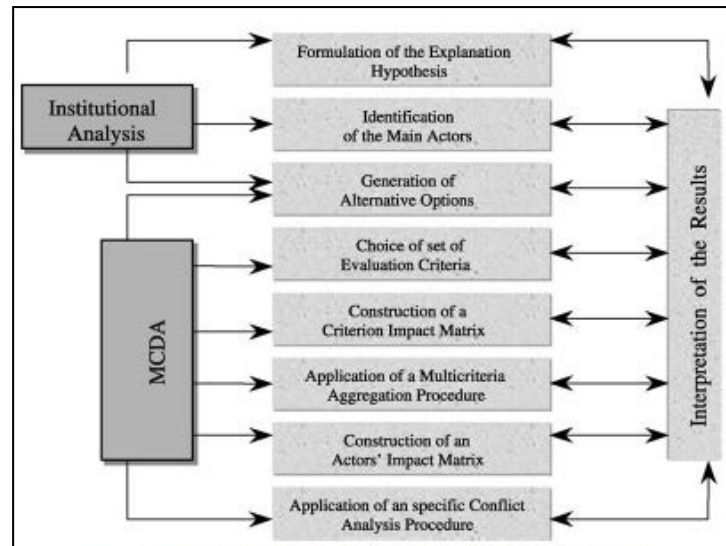 Institutional
Analysis
MCDA
Formulation of the Explanation
Hypothesis
Identification
of the Main Actors
Generation of
Alternative Options
Choice of set of
Evaluation Criteria
Construction of a
Criterion Impact Matrix
Application of a Multicriteria
Aggregation Procedure
Construction of an
Actors' Impact Matrix
Application of an specific Conflict
Analysis Procedure
Interpretation of the Results